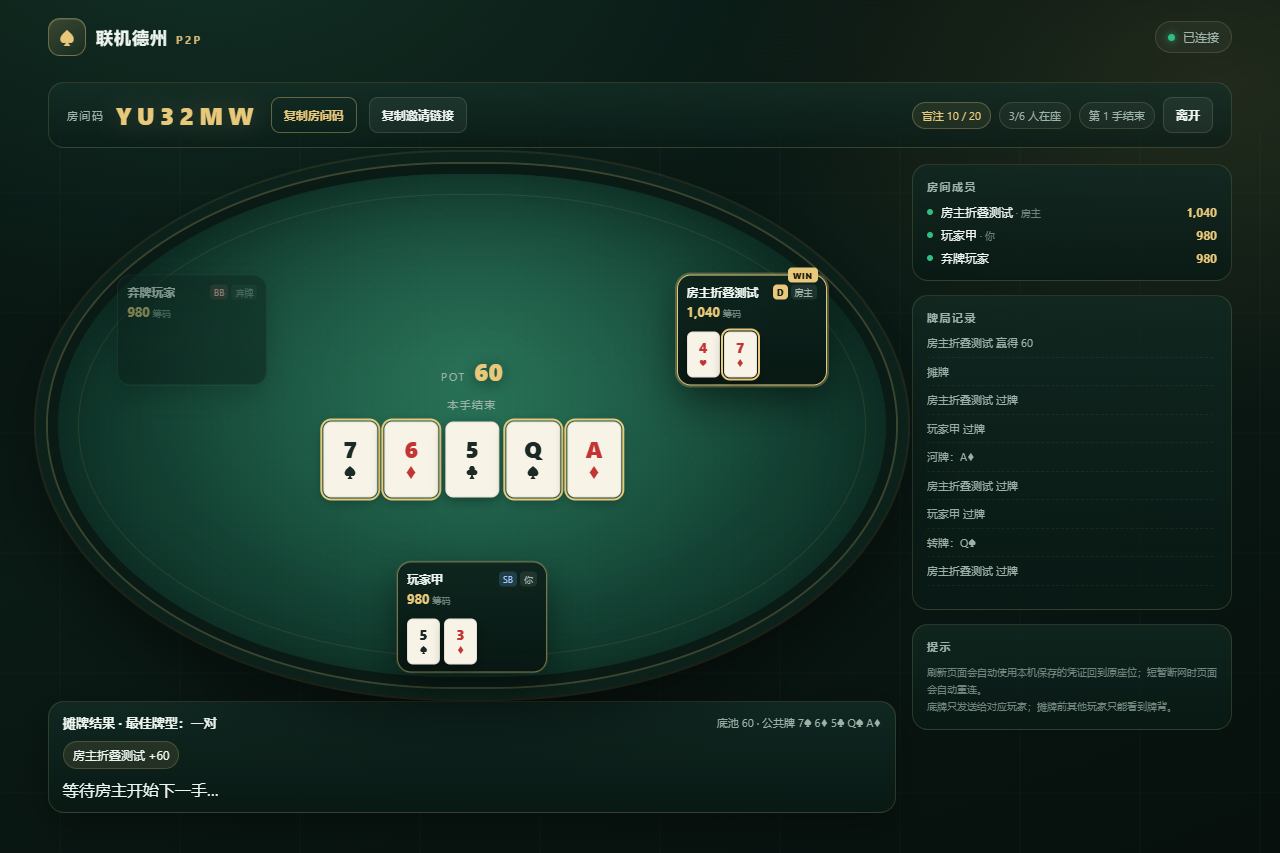 联机德州 P2P
已连接
房间码 YU32MW 复制房间码 复制邀请链接
盲注 10 / 20 3/6 人在座 第 1 手结束 离开
弃牌玩家 BB 弃牌
980 筹码
WIN
房主折叠测试 D 房主
1,040 筹码
4♥ 7♦
POT 60
本手结束
7♠ 6♦ 5♣ Q♠ A♦
玩家甲 SB 你
980 筹码
5♠ 3♦
摊牌结果 · 最佳牌型：一对
底池 60 · 公共牌 7♠ 6♦ 5♣ Q♠ A♦
房主折叠测试 +60
等待房主开始下一手...
房间成员
房主折叠测试 · 房主 1,040
玩家甲 · 你 980
弃牌玩家 980
牌局记录
房主折叠测试 赢得 60
摊牌
房主折叠测试 过牌
玩家甲 过牌
河牌：A♦
房主折叠测试 过牌
玩家甲 过牌
转牌：Q♠
房主折叠测试 过牌
提示
刷新页面会自动使用本机保存的凭证回到原座位；短暂断网时页面
会自动重连。
底牌只发送给对应玩家；摊牌前其他玩家只能看到牌背。